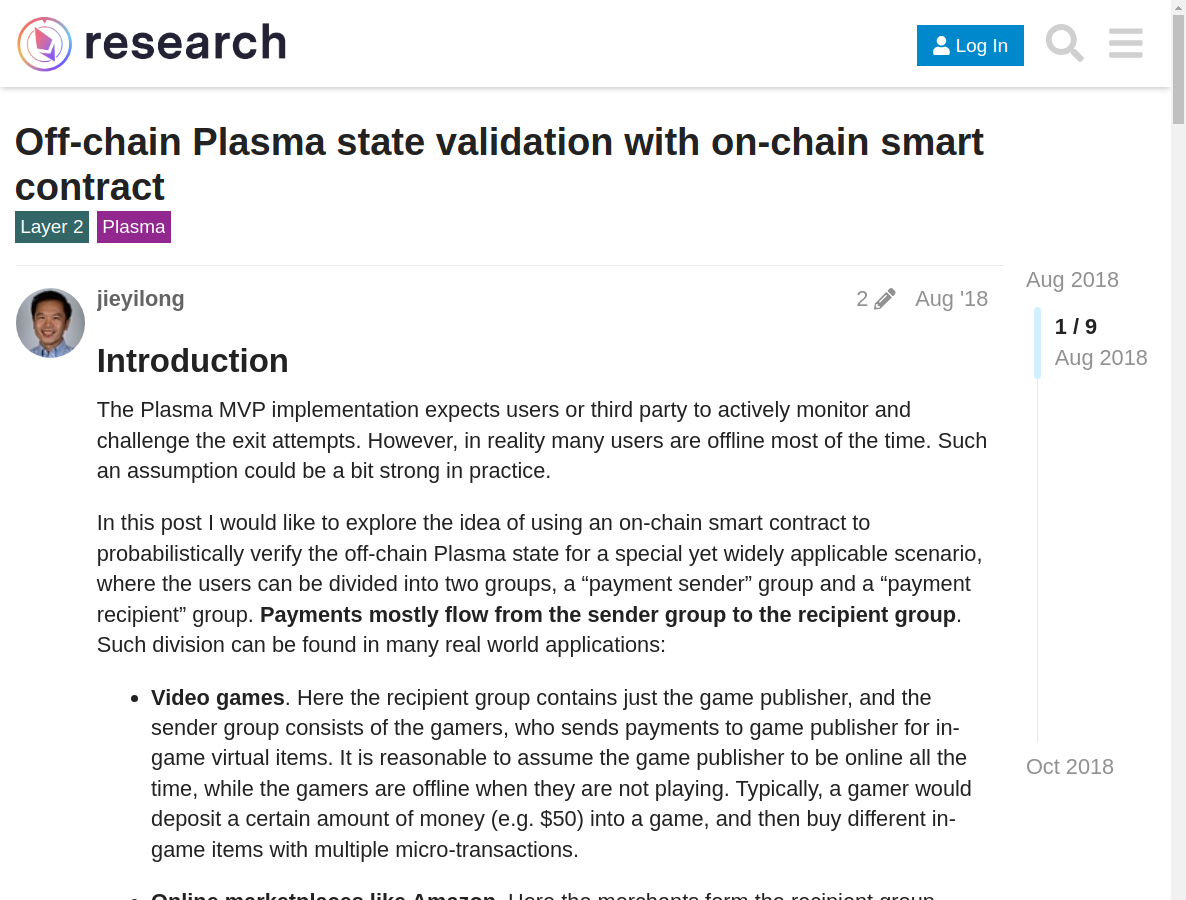 research
Log In
Off-chain Plasma state validation with on-chain smart
contract
Layer 2 Plasma
jieyilong
2
Aug '18
Aug 2018
1 / 9
Aug 2018
Oct 2018
Introduction
The Plasma MVP implementation expects users or third party to actively monitor and
challenge the exit attempts. However, in reality many users are offline most of the time. Such
an assumption could be a bit strong in practice.
In this post I would like to explore the idea of using an on-chain smart contract to
probabilistically verify the off-chain Plasma state for a special yet widely applicable scenario,
where the users can be divided into two groups, a “payment sender” group and a “payment
recipient” group. Payments mostly flow from the sender group to the recipient group.
Such division can be found in many real world applications:
Video games. Here the recipient group contains just the game publisher, and the
sender group consists of the gamers, who sends payments to game publisher for in-
game virtual items. It is reasonable to assume the game publisher to be online all the
time, while the gamers are offline when they are not playing. Typically, a gamer would
deposit a certain amount of money (e.g. $50) into a game, and then buy different in-
game items with multiple micro-transactions.
Online marketplaces like Amazon. Here the merchants form the recipient group